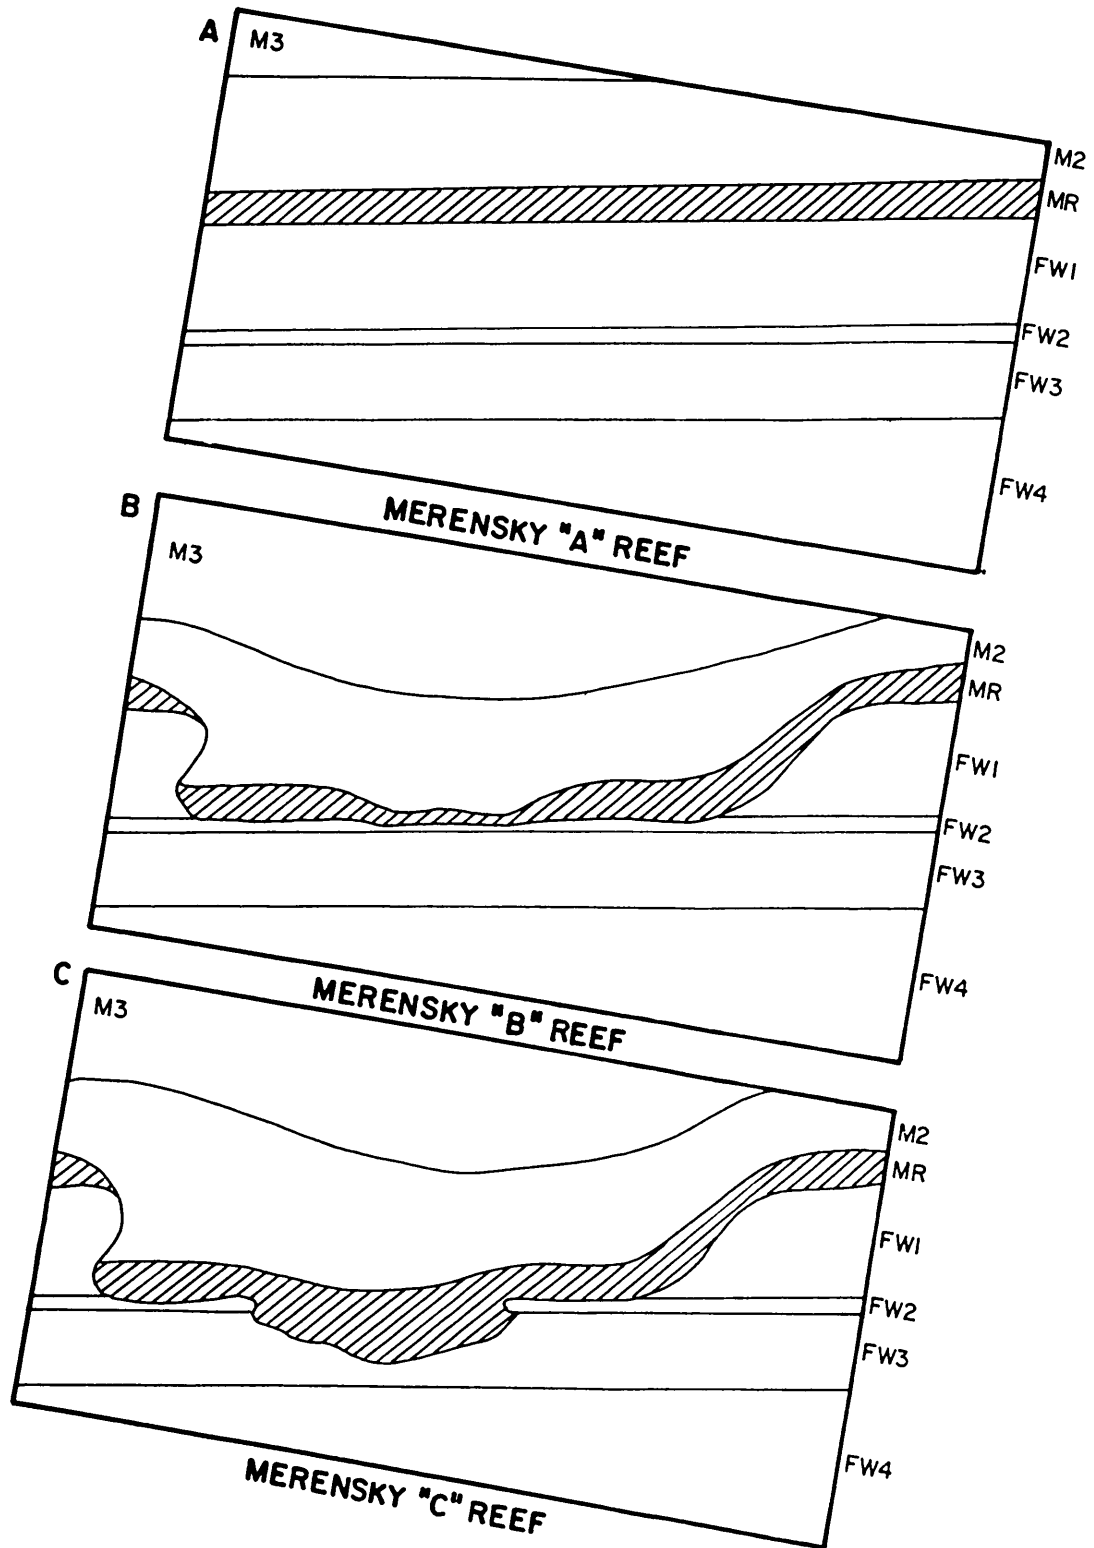 A
M3
M2
MR
FW1
FW2
FW3
FW4
MERENSKY "A" REEF
B
M3
M2
MR
FW1
FW2
FW3
FW4
MERENSKY "B" REEF
C
M3
M2
MR
FW1
FW2
FW3
FW4
MERENSKY "C" REEF